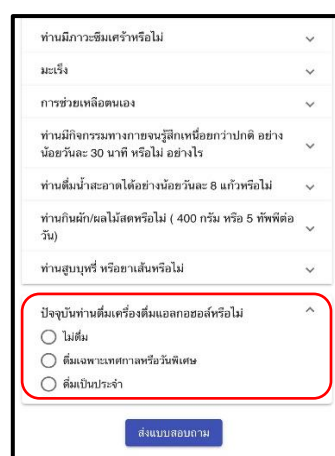 ท่านมีภาวะซึมเศร้าหรือไม่
มะเร็ง
การช่วยเหลือตนเอง
ท่านมีกิจกรรมทางกายจนรู้สึกเหนื่อยกว่าปกติ อย่าง
น้อยวันละ 30 นาที หรือไม่ อย่างไร
ท่านดื่มน้ำสะอาดได้อย่างน้อยวันละ 8 แก้วหรือไม่
ท่านกินผัก/ผลไม้สดหรือไม่ ( 400 กรัม หรือ 5 ทัพพีต่อ
วัน)
ท่านสูบบุหรี่ หรือยาเส้นหรือไม่
ปัจจุบันท่านดื่มเครื่องดื่มแอลกอฮอล์หรือไม่
ไม่ดื่ม
ดื่มเฉพาะเทศกาลหรือวันพิเศษ
ดื่มเป็นประจำ
ส่งแบบสอบถาม